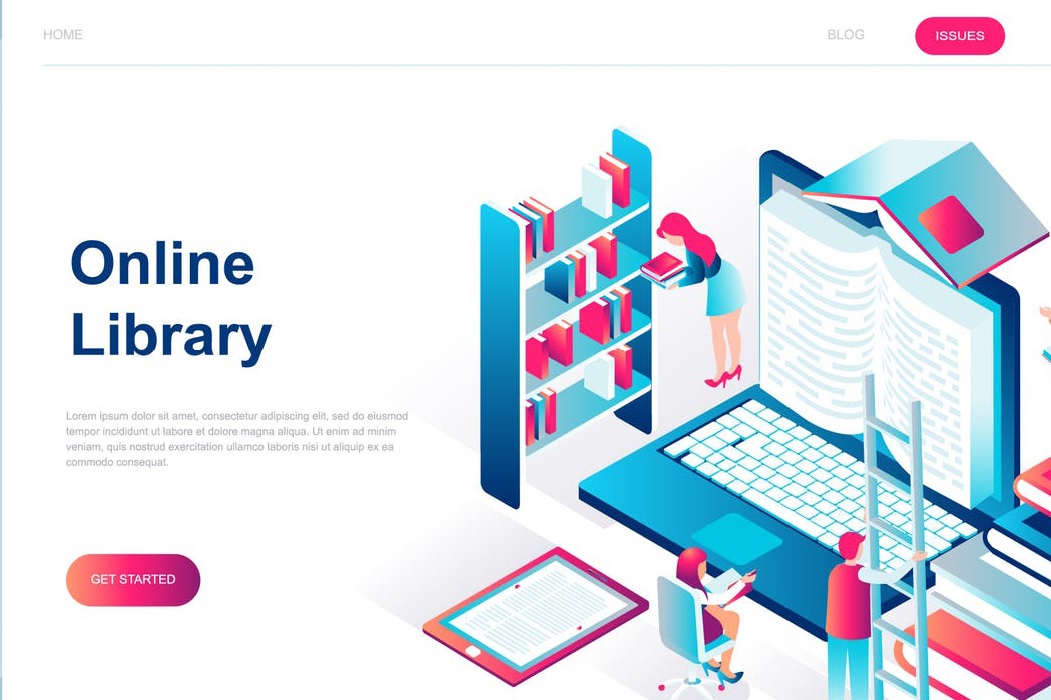 HOME
BLOG
ISSUES
Online
Library
Lorem ipsum dolor sit amet, consectetur adipiscing elit, sed do eiusmod
tempor incididunt ut labore et dolore magna aliqua. Ut enim ad minim
veniam, quis nostrud exercitation ullamco laboris nisi ut aliquip ex ea
commodo consequat.
GET STARTED